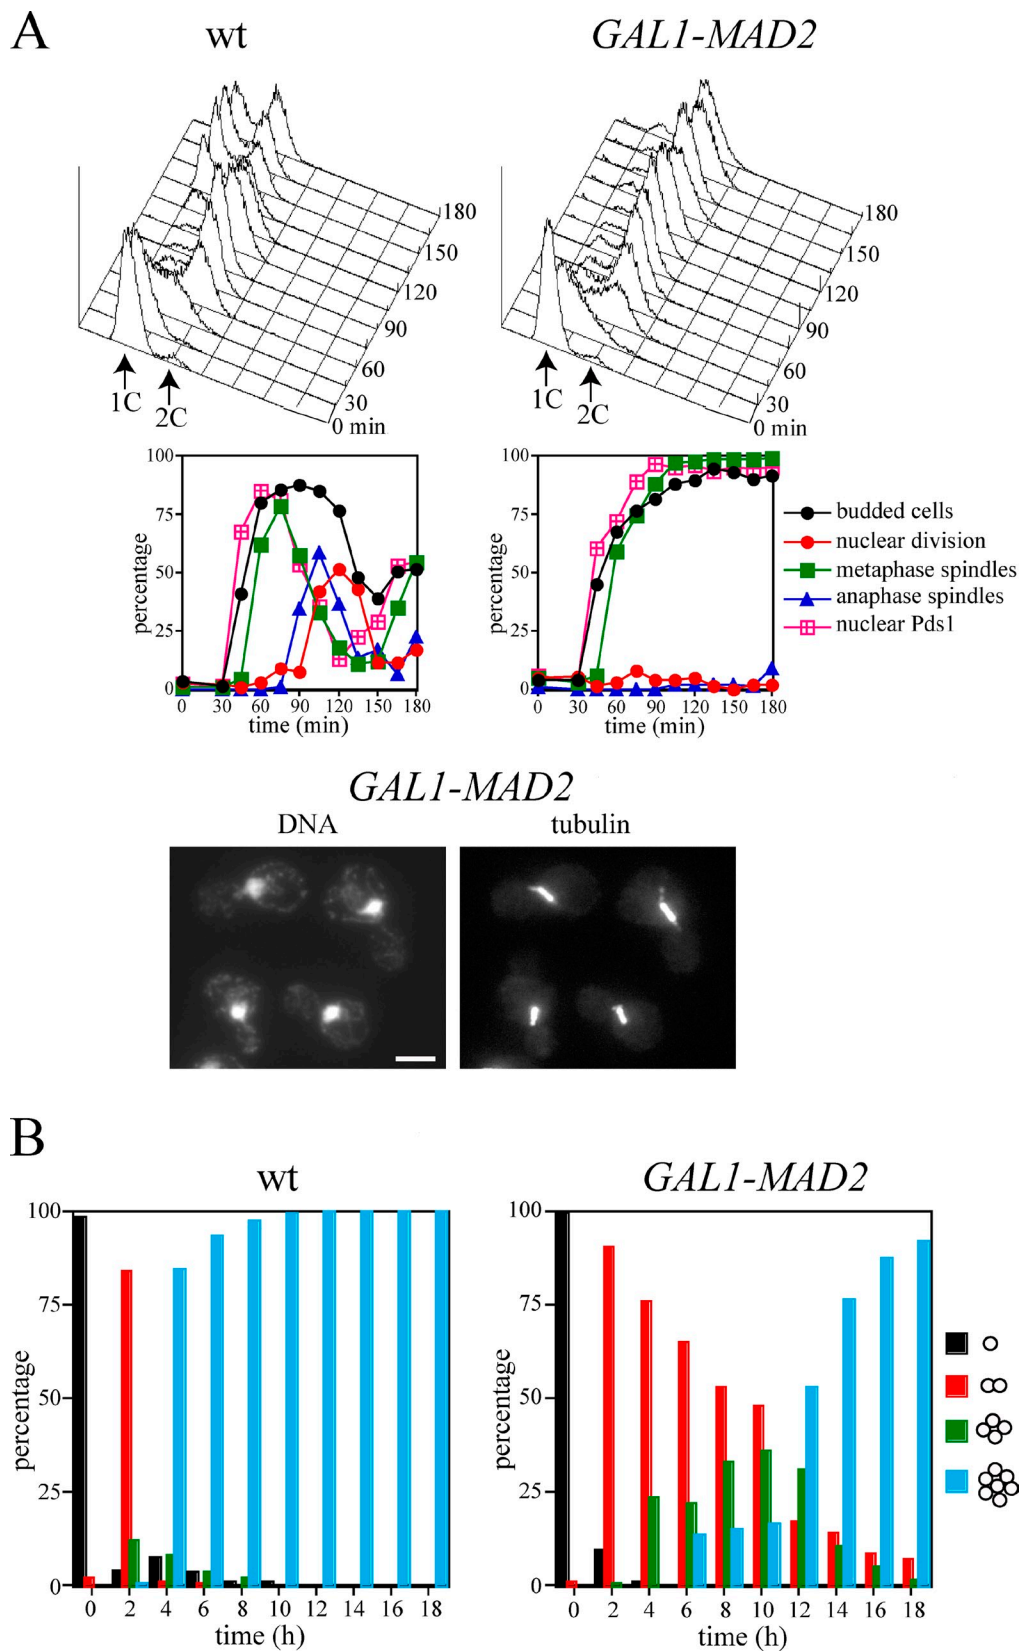 A
wt
GAL1-MAD2
180
150
120
90
60
30
0 min
1C
2C
180
150
120
90
60
30
0 min
1C
2C
100
75
50
25
0
percentage
0 30 60 90 120 150 180
time (min)
100
75
50
25
0
percentage
0 30 60 90 120 150 180
time (min)
budded cells
nuclear division
metaphase spindles
anaphase spindles
nuclear Pds1
GAL1-MAD2
DNA
tubulin
B
wt
100
75
50
25
0
percentage
0 2 4 6 8 10 12 14 16 18
time (h)
GAL1-MAD2
100
75
50
25
0
percentage
0 2 4 6 8 10 12 14 16 18
time (h)